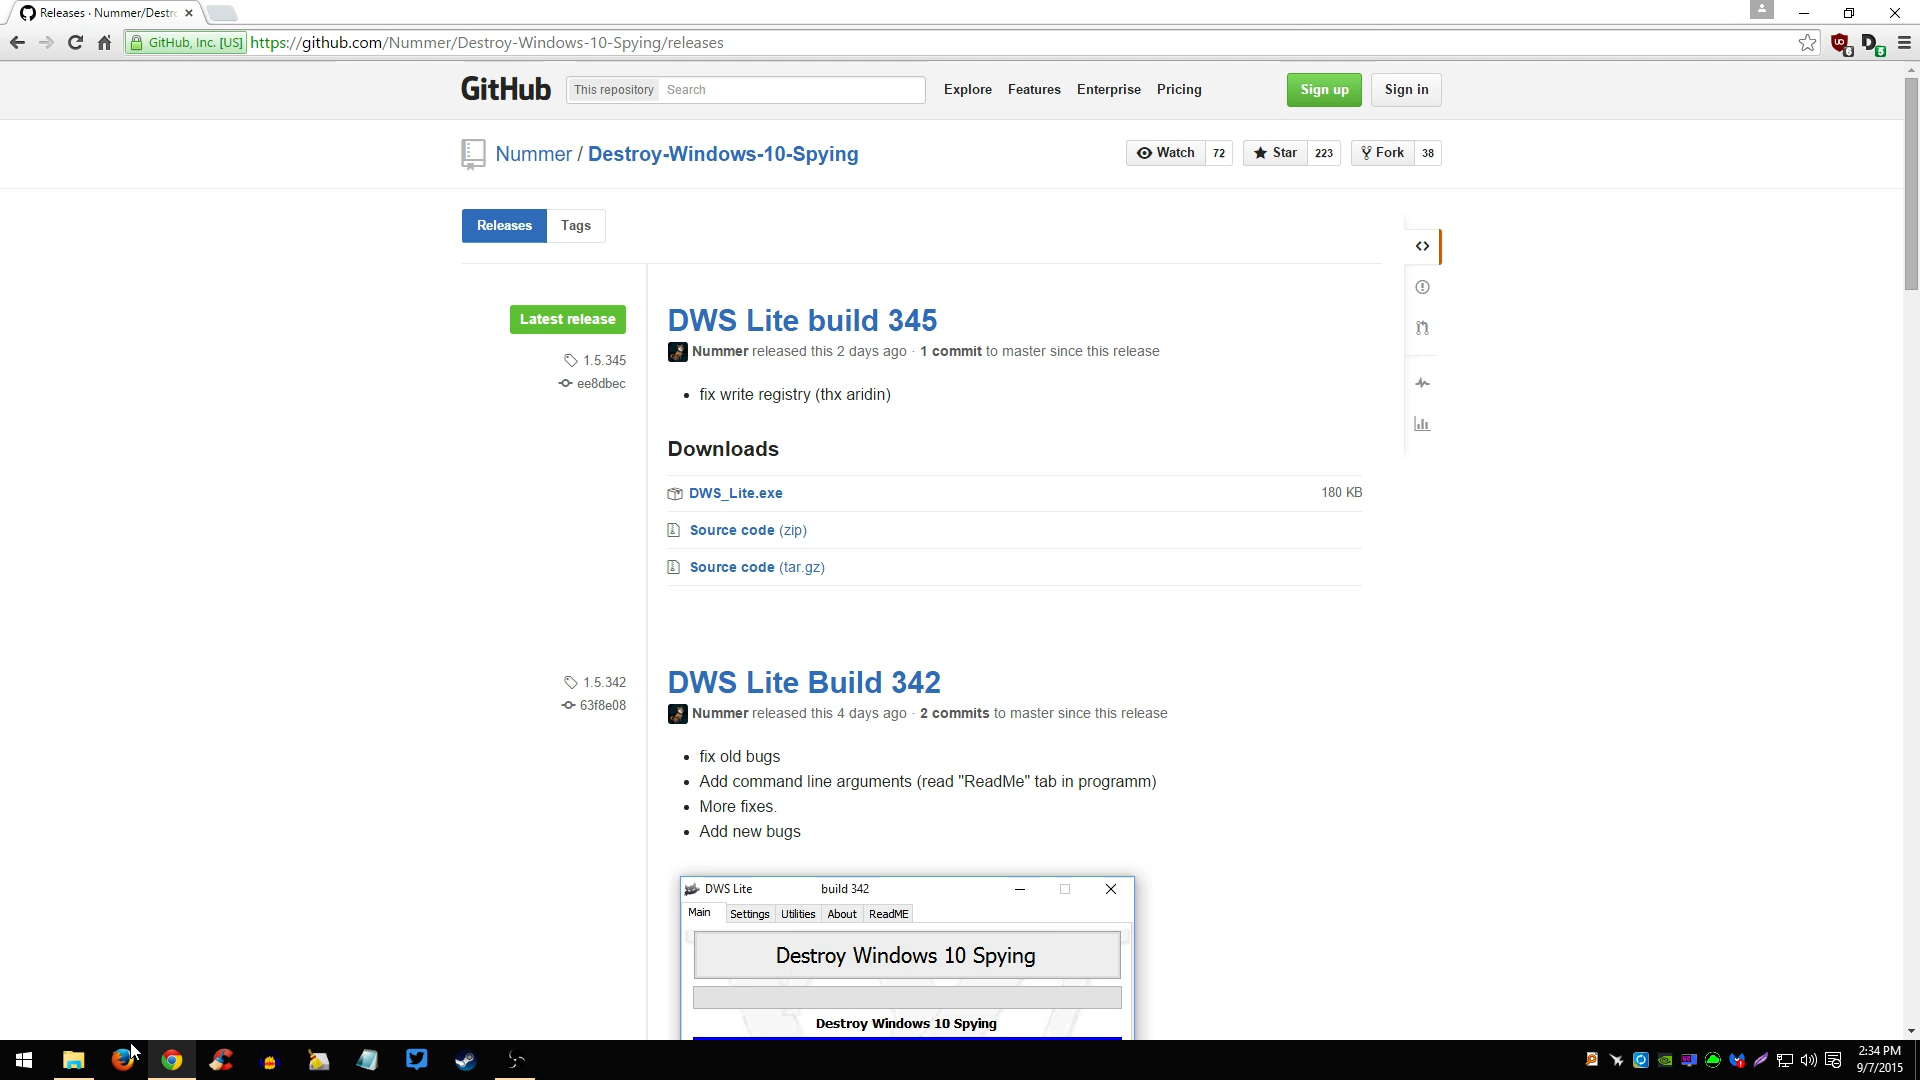 Releases · Nummer/Destr
GitHub, Inc. [US] https://github.com/Nummer/Destroy-Windows-10-Spying/releases
GitHub This repository Search Explore Features Enterprise Pricing Sign up Sign in
Nummer / Destroy-Windows-10-Spying Watch 72 Star 223 Fork 38
Releases Tags
Latest release
1.5.345
ee8dbec
DWS Lite build 345
Nummer released this 2 days ago · 1 commit to master since this release
• fix write registry (thx aridin)
Downloads
DWS_Lite.exe 180 KB
Source code (zip)
Source code (tar.gz)
1.5.342
63f8e08
DWS Lite Build 342
Nummer released this 4 days ago · 2 commits to master since this release
• fix old bugs
• Add command line arguments (read "ReadMe" tab in programm)
• More fixes.
• Add new bugs
DWS Lite build 342
Main Settings Utilities About ReadME
Destroy Windows 10 Spying
Destroy Windows 10 Spying
2:34 PM
9/7/2015